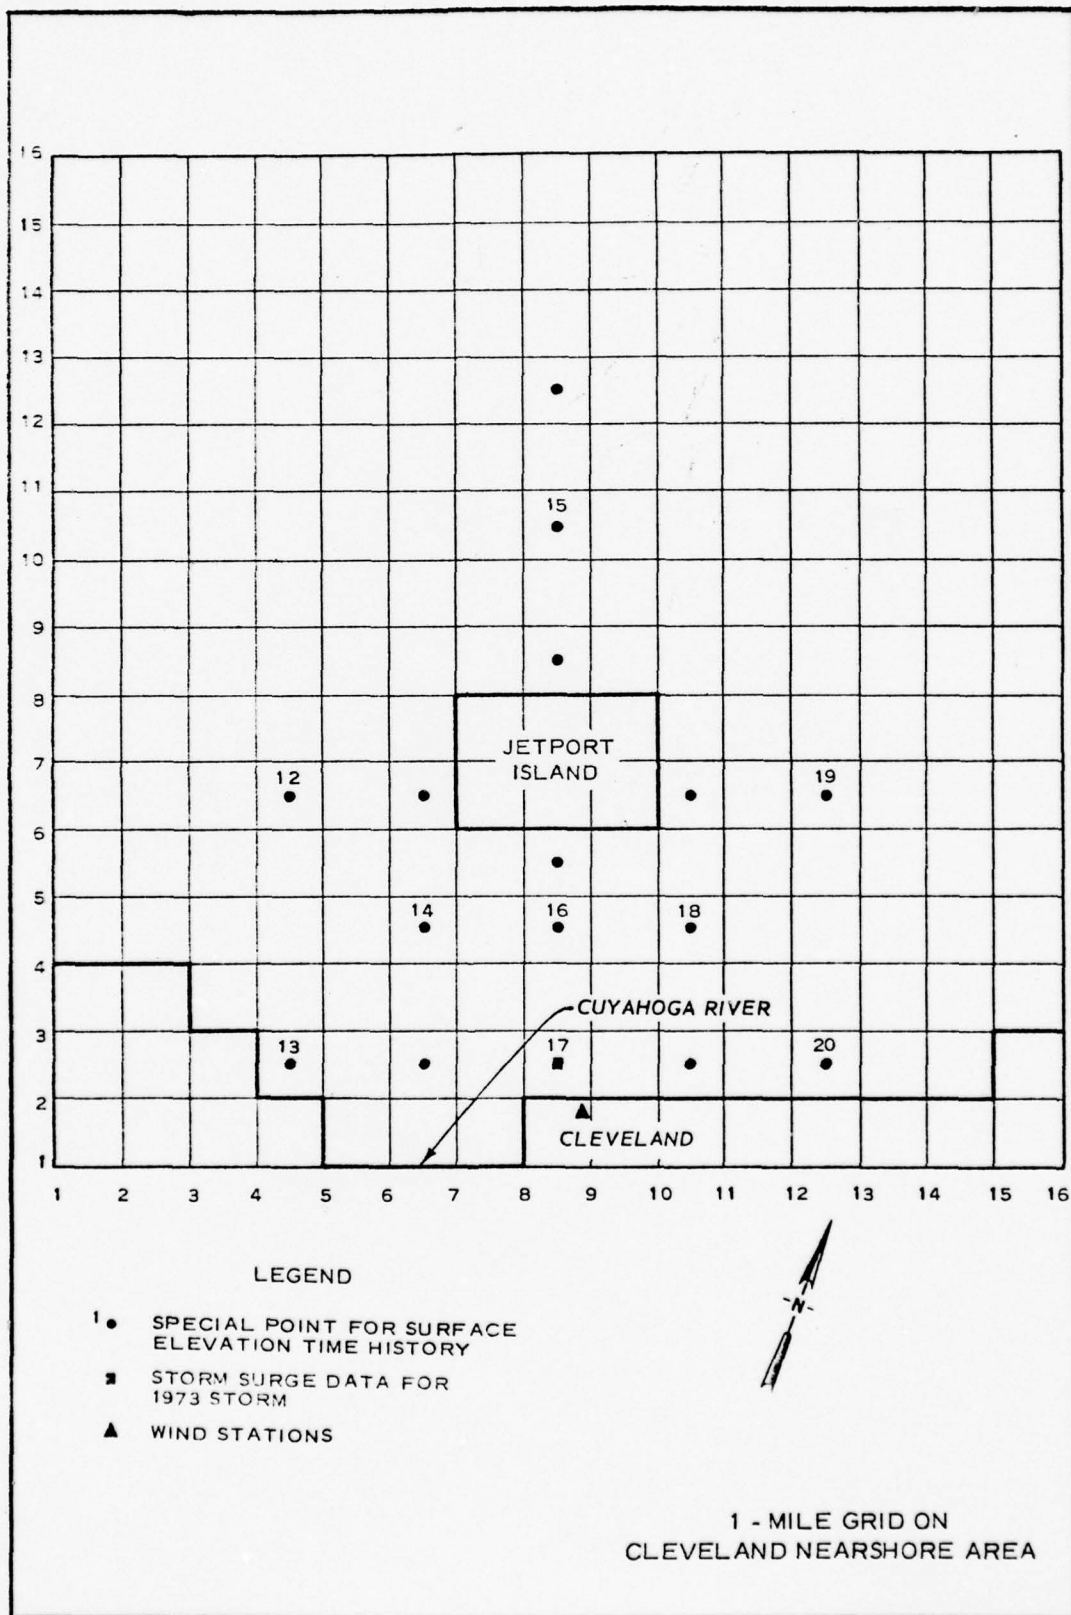 16
15
14
13
12
11
15
10
9
8
JETPORT
ISLAND
7
12
19
6
5
14
16
18
4
CUYAHOGA RIVER
3
13
17
20
2
CLEVELAND
1
1 2 3 4 5 6 7 8 9 10 11 12 13 14 15 16
N
LEGEND
1 ● SPECIAL POINT FOR SURFACE
ELEVATION TIME HISTORY
■ STORM SURGE DATA FOR
1973 STORM
▲ WIND STATIONS
1 - MILE GRID ON
CLEVELAND NEARSHORE AREA